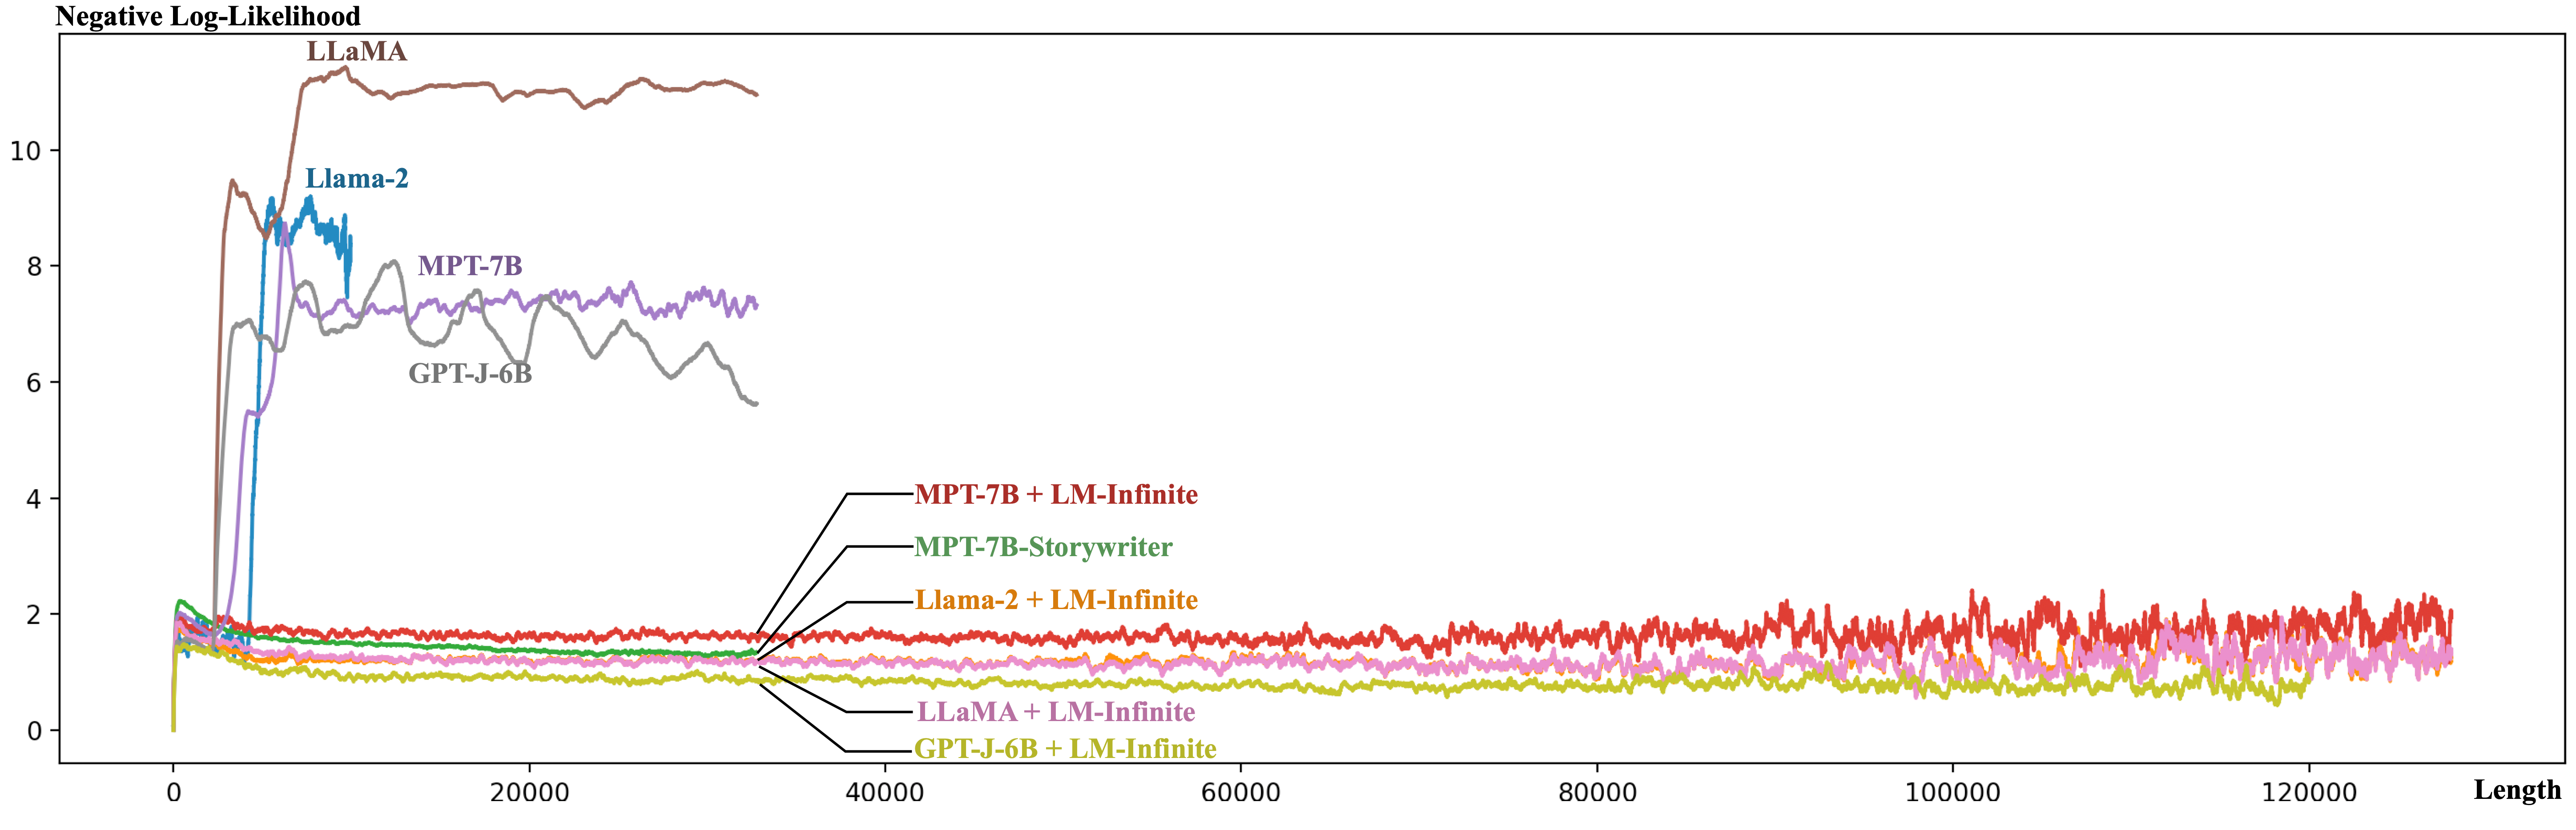 Negative Log-Likelihood
LLaMA
10
Llama-2
8
MPT-7B
6
GPT-J-6B
4
MPT-7B + LM-Infinite
MPT-7B-Storywriter
Llama-2 + LM-Infinite
2
LLaMA + LM-Infinite
0
GPT-J-6B + LM-Infinite
0 20000 40000 60000 80000 100000 120000 Length